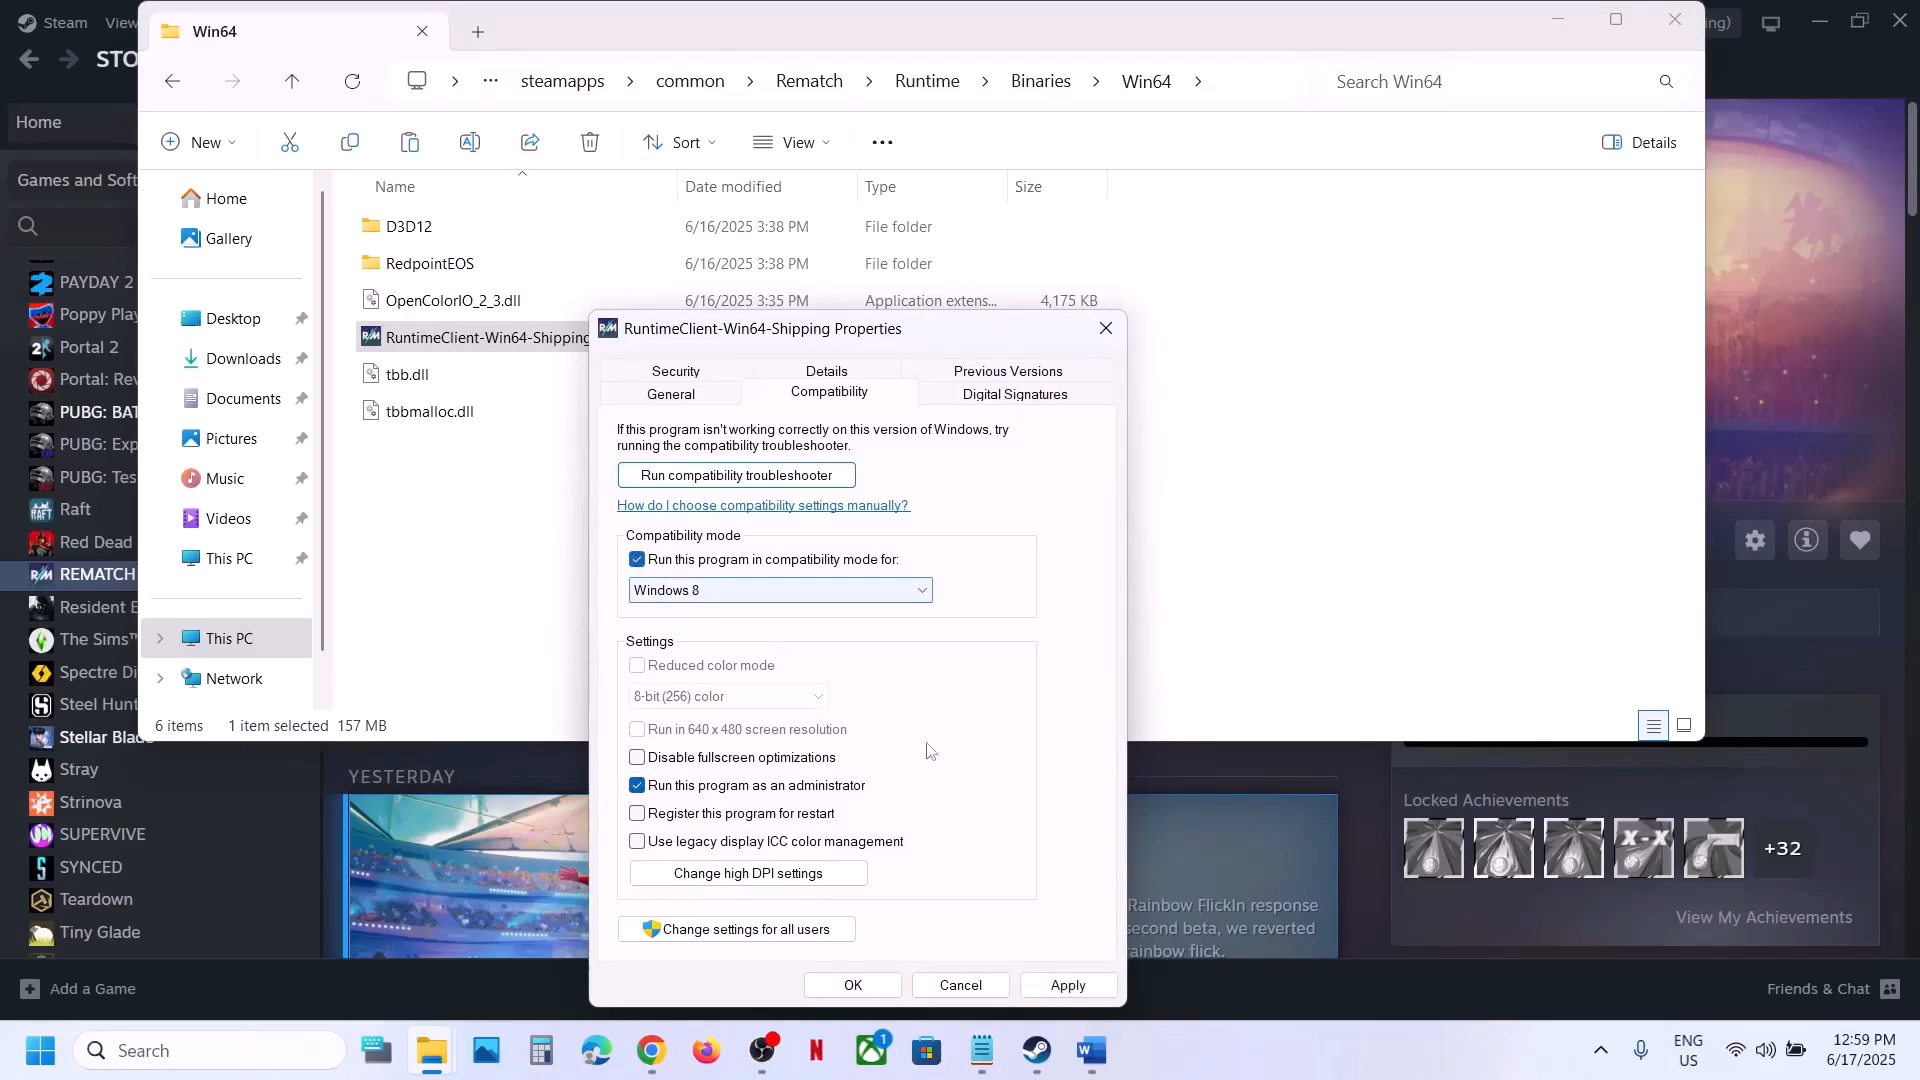 Steam View
STO
Win64
steamapps > common > Rematch > Runtime > Binaries > Win64 >
Search Win64
New
Sort
View
Details
Home
Games and Soft
PAYDAY 2
Poppy Play
Portal 2
Portal: Rev
PUBG: BAT
PUBG: Exp
PUBG: Tes
Raft
Red Dead
REMATCH
Resident E
The Sims™
Spectre Di
Steel Hunt
Stellar Blade
Stray
Strinova
SUPERVIVE
SYNCED
Teardown
Tiny Glade
Add a Game
Home
Gallery
Desktop
Downloads
Documents
Pictures
Music
Videos
This PC
This PC
Network
6 items 1 item selected 157 MB
Name Date modified Type Size
D3D12 6/16/2025 3:38 PM File folder
RedpointEOS 6/16/2025 3:38 PM File folder
OpenColorIO_2_3.dll 6/16/2025 3:35 PM Application extens... 4,175 KB
RuntimeClient-Win64-Shipping
tbb.dll
tbbmalloc.dll
RuntimeClient-Win64-Shipping Properties
Security Details Previous Versions
General Compatibility Digital Signatures
If this program isn't working correctly on this version of Windows, try
running the compatibility troubleshooter.
Run compatibility troubleshooter
How do I choose compatibility settings manually?
Compatibility mode
Run this program in compatibility mode for:
Windows 8
Settings
Reduced color mode
8-bit (256) color
Run in 640 x 480 screen resolution
Disable fullscreen optimizations
Run this program as an administrator
Register this program for restart
Use legacy display ICC color management
Change high DPI settings
Change settings for all users
OK Cancel Apply
YESTERDAY
Rainbow FlickIn response
second beta, we reverted
rainbow flick.
ng)
Locked Achievements
X-X
+32
View My Achievements
Friends & Chat
Search
1
ENG
US
12:59 PM
6/17/2025